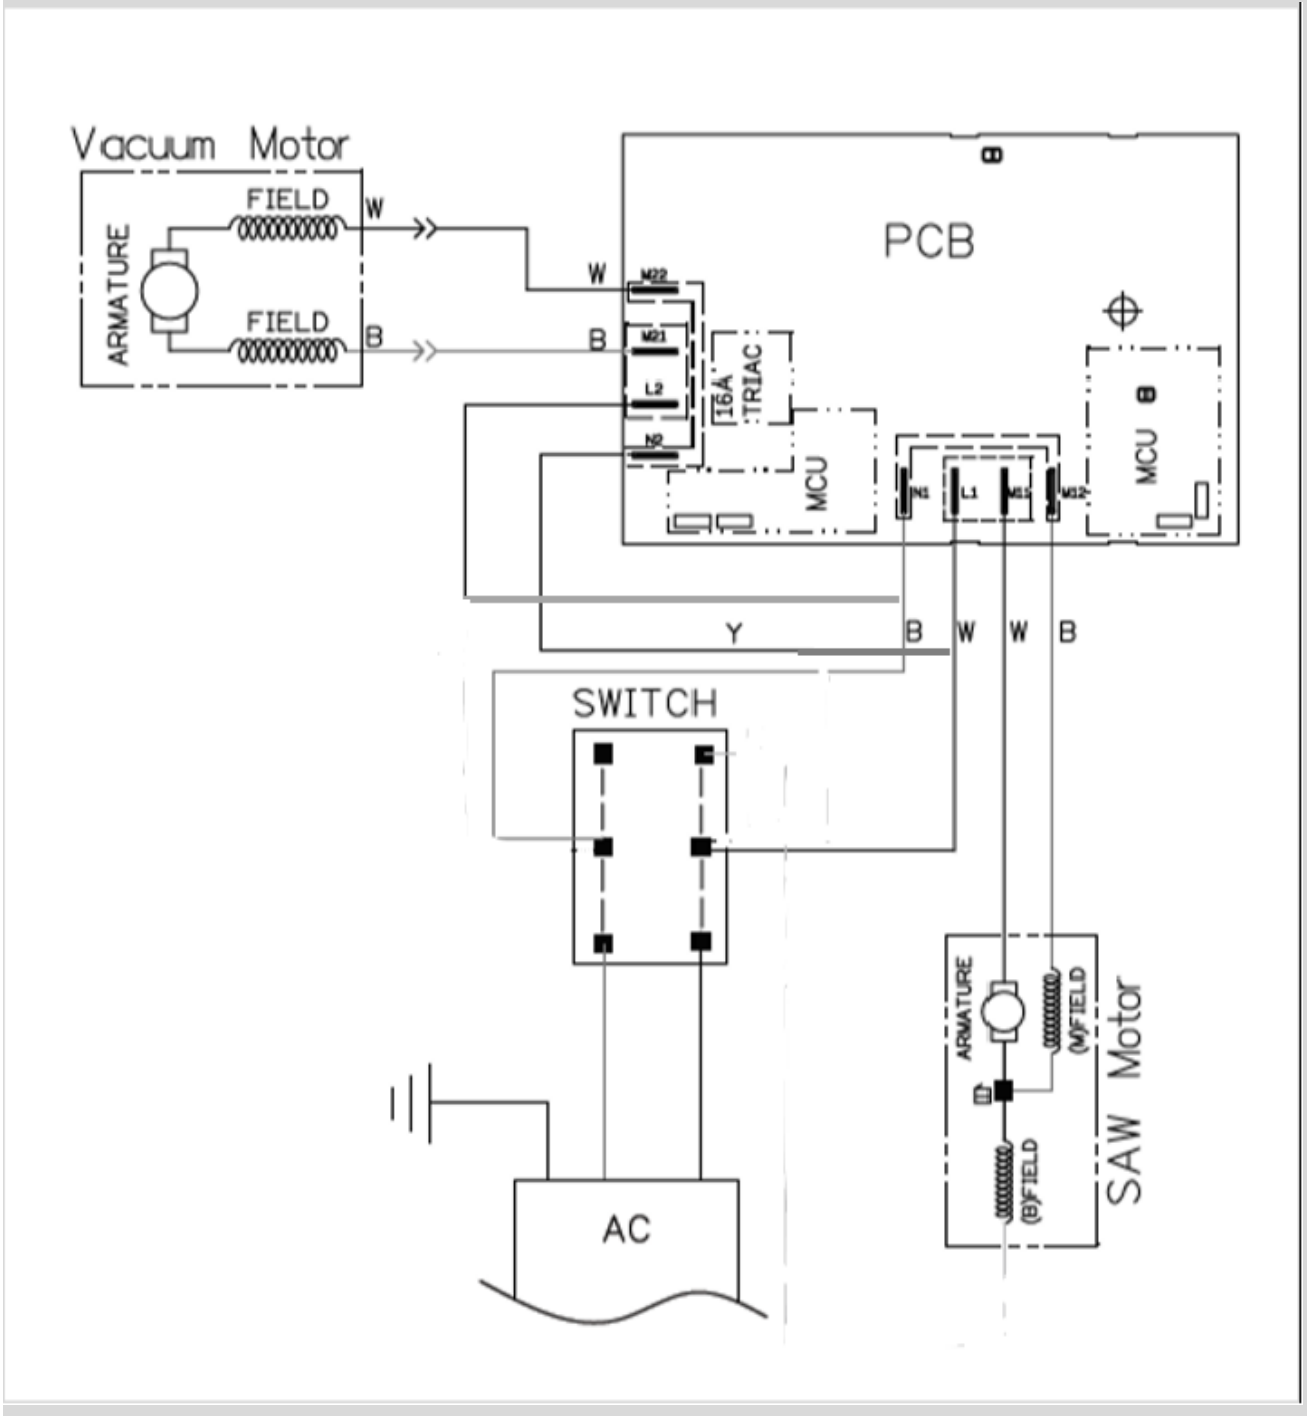 Vacuum Motor
FIELD
W
ARMATURE
FIELD
B
W
M22
B
M21
L2
N2
PCB
16A
TRIAC
MCU
MCU
N1
L1
M11
M12
Y
B
W
W
B
SWITCH
ARMATURE
(M)FIELD
(B)FIELD
SAW Motor
AC